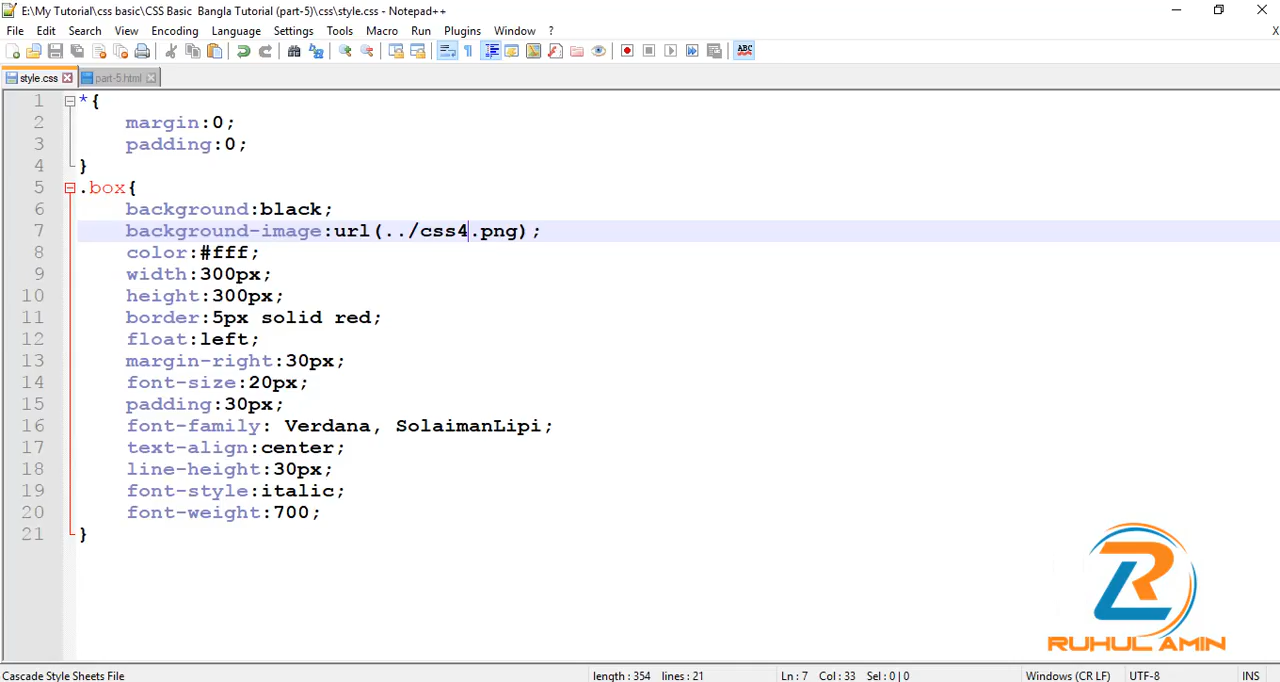 E:\My Tutorial\css basic\CSS Basic  Bangla Tutorial (part-5)\css\style.css - Notepad++
File Edit Search View Encoding Language Settings Tools Macro Run Plugins Window ? X
ABC
style.css part-5.html
1 *{
2 margin:0;
3 padding:0;
4 }
5 .box{
6 background:black;
7 background-image:url(../css4.png);
8 color:#fff;
9 width:300px;
10 height:300px;
11 border:5px solid red;
12 float:left;
13 margin-right:30px;
14 font-size:20px;
15 padding:30px;
16 font-family: Verdana, SolaimanLipi;
17 text-align:center;
18 line-height:30px;
19 font-style:italic;
20 font-weight:700;
21 }
RUHUL AMIN
Cascade Style Sheets File length : 354 lines : 21 Ln : 7 Col : 33 Sel : 0 | 0 Windows (CR LF) UTF-8 INS